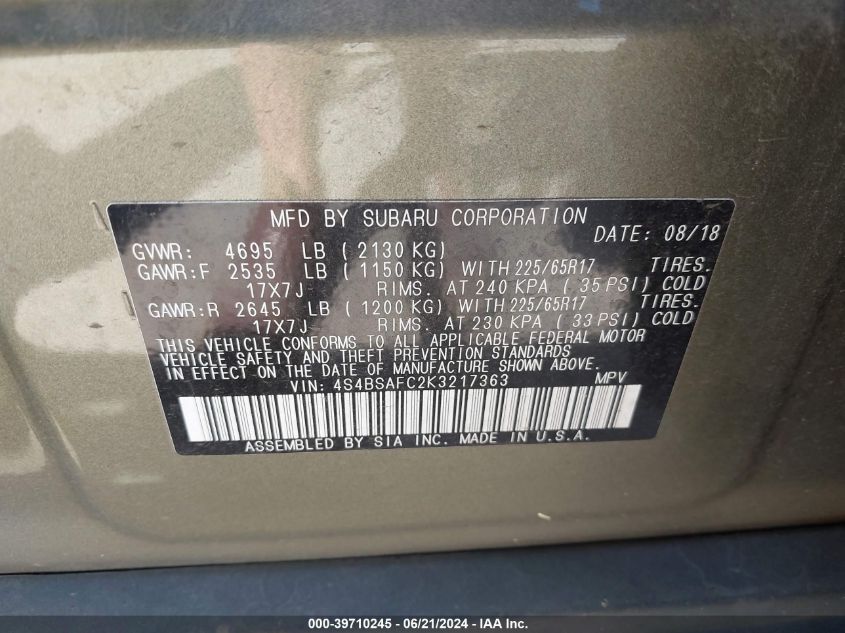 MFD BY SUBARU CORPORATION
DATE: 08/18
GVWR: 4695 LB ( 2130 KG)
GAWR:F 2535 LB ( 1150 KG) WITH 225/65R17 TIRES.
17X7J RIMS. AT 240 KPA ( 35 PSI) COLD
GAWR:R 2645 LB ( 1200 KG) WITH 225/65R17 TIRES.
17X7J RIMS. AT 230 KPA ( 33 PSI) COLD
THIS VEHICLE CONFORMS TO ALL APPLICABLE FEDERAL MOTOR
VEHICLE SAFETY AND THEFT PREVENTION STANDARDS
IN EFFECT ON THE DATE OF MANUFACTURE SHOWN ABOVE.
VIN: 4S4BSAFC2K3217363 MPV
ASSEMBLED BY SIA INC. MADE IN U.S.A.
000-39710245 - 06/21/2024 - IAA Inc.